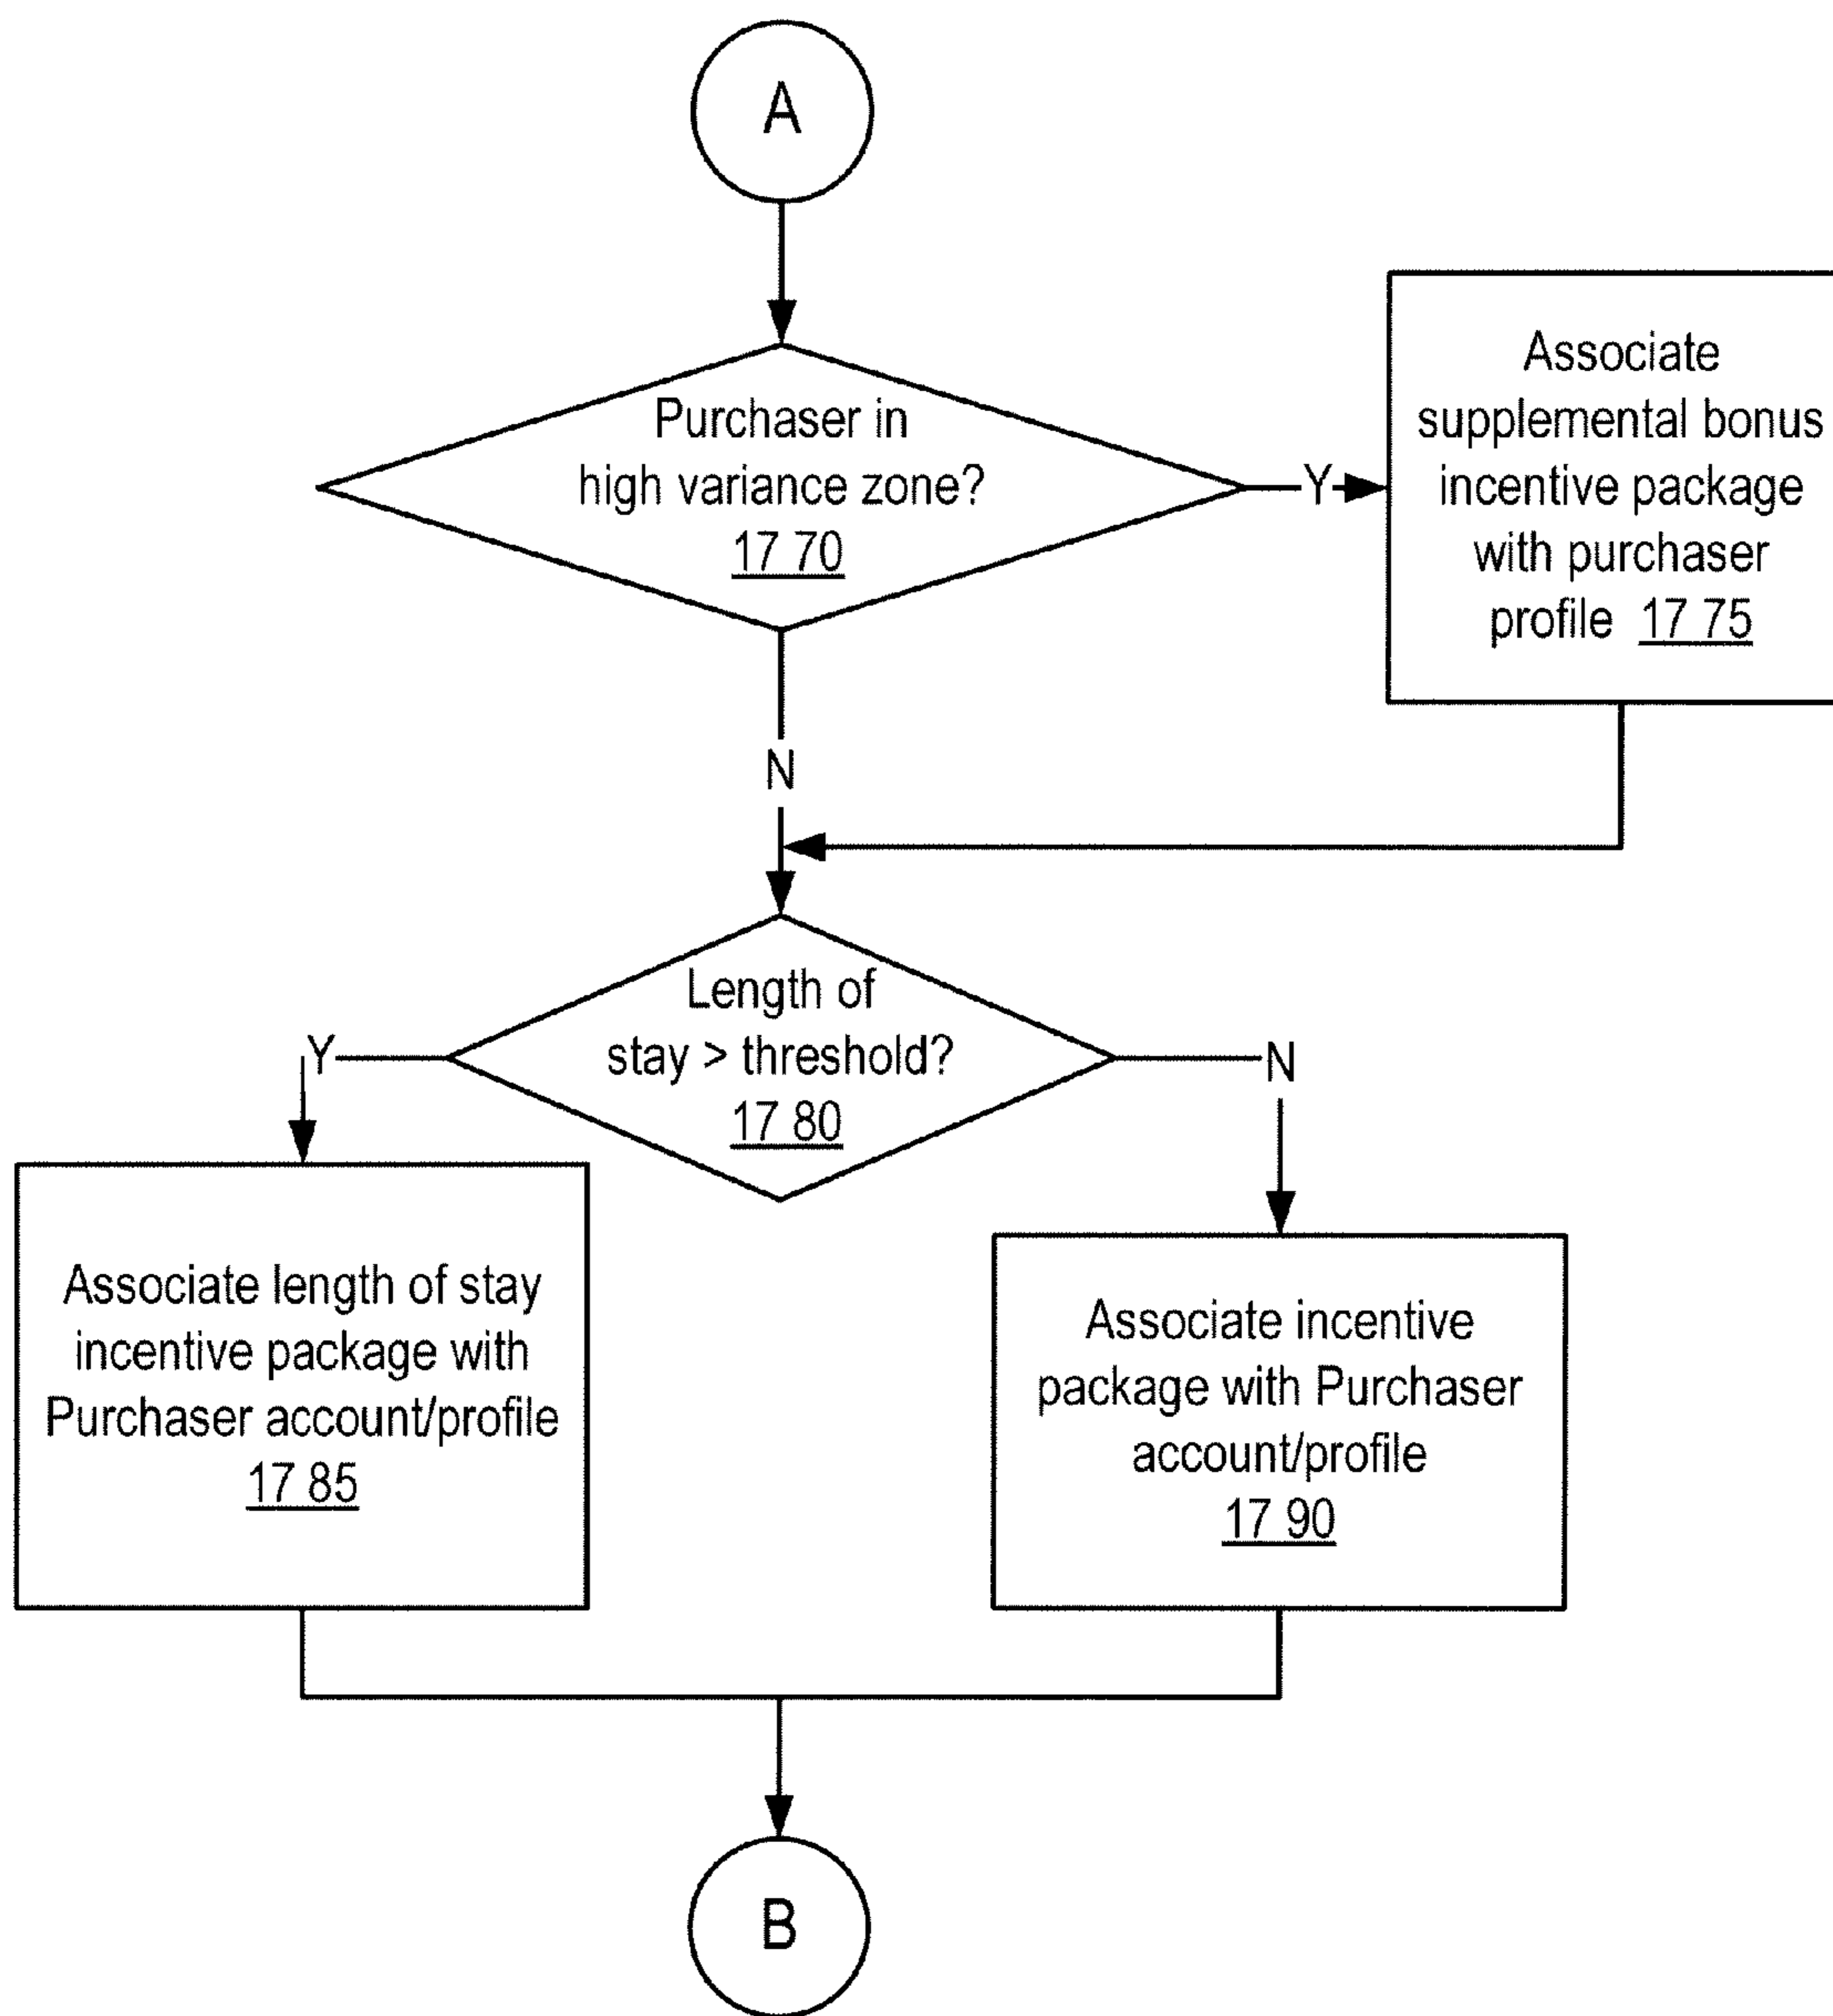 A
Purchaser in
high variance zone?
17 70
Y
Associate
supplemental bonus
incentive package
with purchaser
profile 17 75
N
Length of
stay > threshold?
17 80
Y
N
Associate length of stay
incentive package with
Purchaser account/profile
17 85
Associate incentive
package with Purchaser
account/profile
17 90
B